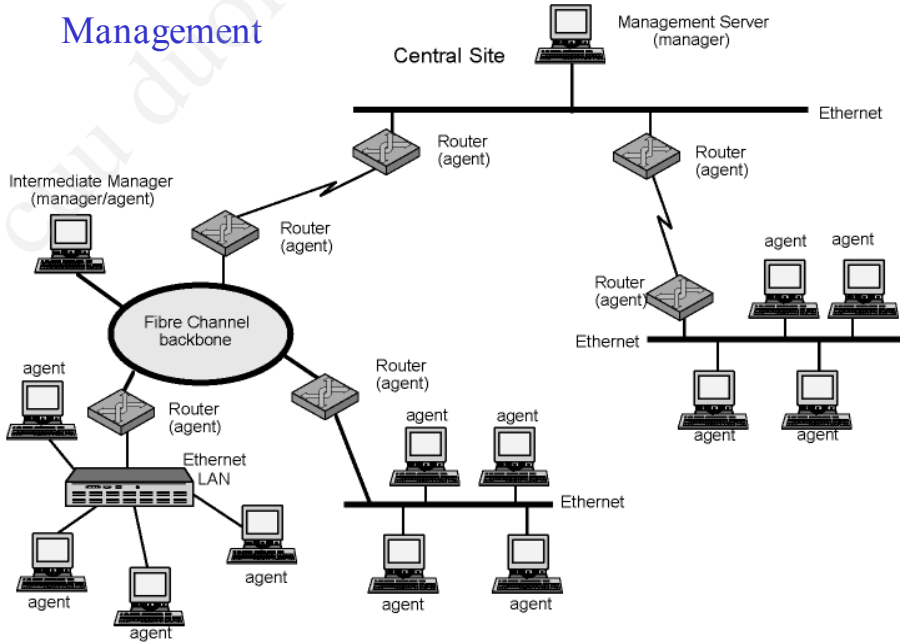 Management
Management Server
(manager)
Central Site
Ethernet
Router
(agent)
Router
(agent)
Intermediate Manager
(manager/agent)
Router
(agent)
agent
agent
Router
(agent)
Fibre Channel
backbone
Ethernet
Router
(agent)
agent
Router
(agent)
agent
agent
agent
agent
Ethernet
LAN
Ethernet
agent
agent
agent
agent
agent
agent